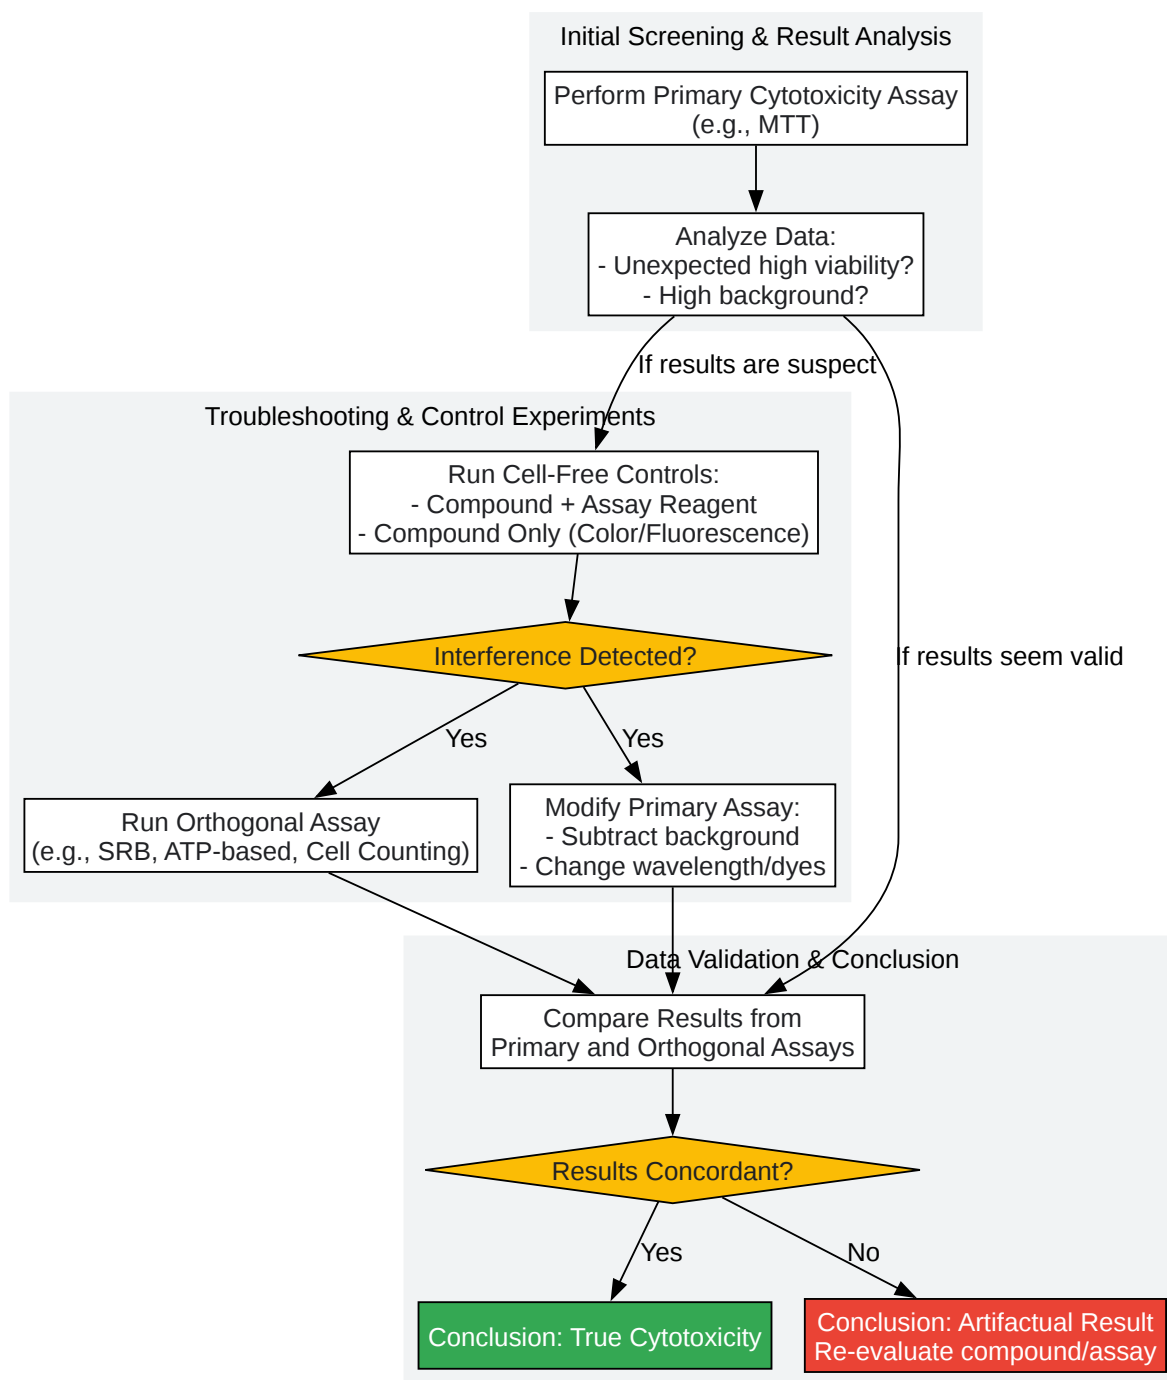 Initial Screening & Result Analysis
Perform Primary Cytotoxicity Assay
(e.g., MTT)
Analyze Data:
- Unexpected high viability?
- High background?
If results are suspect
Troubleshooting & Control Experiments
Run Cell-Free Controls:
- Compound + Assay Reagent
- Compound Only (Color/Fluorescence)
Interference Detected?
If results seem valid
Yes
Yes
Run Orthogonal Assay
(e.g., SRB, ATP-based, Cell Counting)
Modify Primary Assay:
- Subtract background
- Change wavelength/dyes
Data Validation & Conclusion
Compare Results from
Primary and Orthogonal Assays
Results Concordant?
Yes
No
Conclusion: True Cytotoxicity
Conclusion: Artifactual Result
Re-evaluate compound/assay